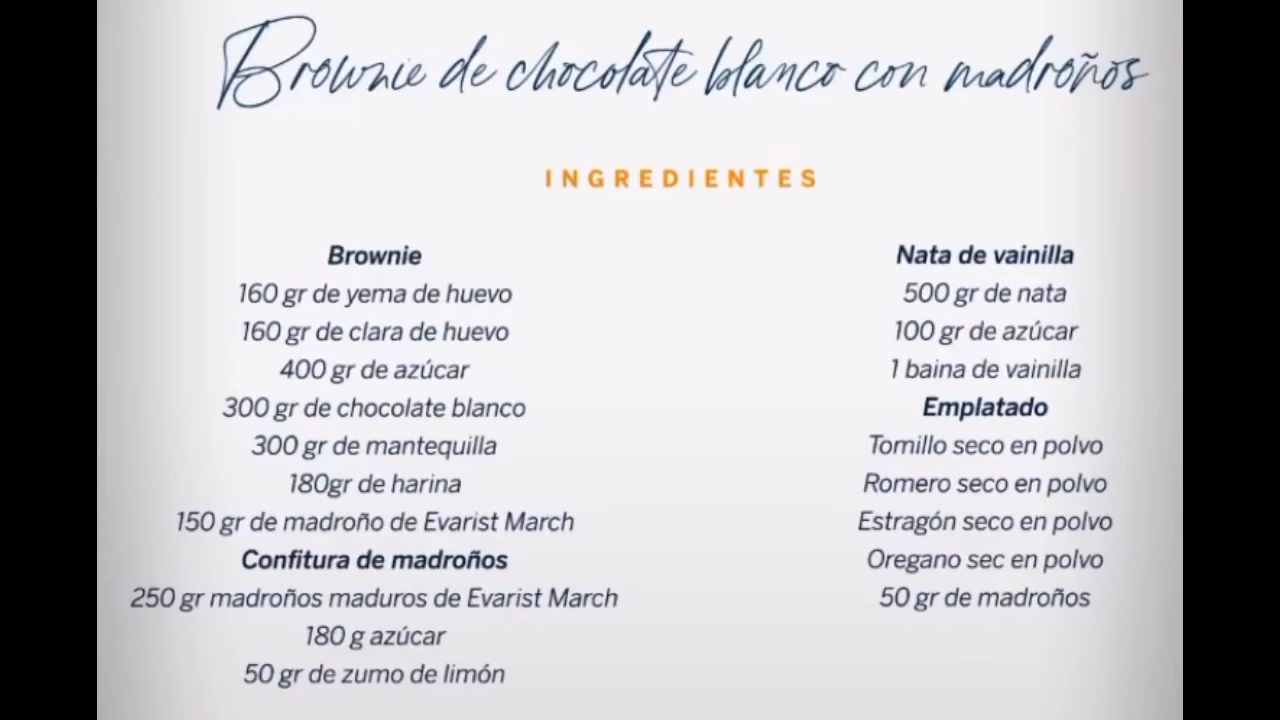 Brownie de chocolate blanco con madroños
INGREDIENTES
Brownie
160 gr de yema de huevo
160 gr de clara de huevo
400 gr de azúcar
300 gr de chocolate blanco
300 gr de mantequilla
180gr de harina
150 gr de madroño de Evarist March
Confitura de madroños
250 gr madroños maduros de Evarist March
180 g azúcar
50 gr de zumo de limón
Nata de vainilla
500 gr de nata
100 gr de azúcar
1 baina de vainilla
Emplatado
Tomillo seco en polvo
Romero seco en polvo
Estragón seco en polvo
Oregano sec en polvo
50 gr de madroños